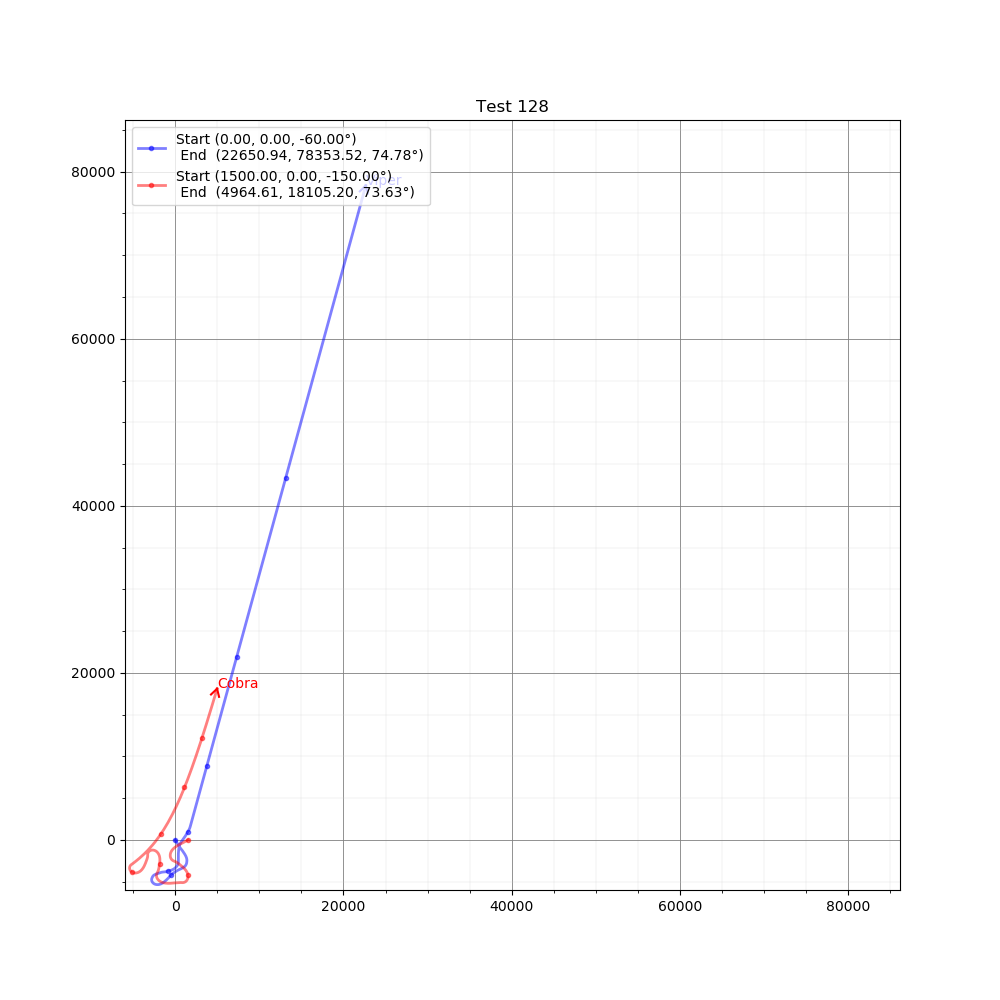 Test 128
Start (0.00, 0.00, -60.00°)
End (22650.94, 78353.52, 74.78°)
Start (1500.00, 0.00, -150.00°)
End (4964.61, 18105.20, 73.63°)
80000
60000
40000
20000
0
Cobra
0
20000
40000
60000
80000